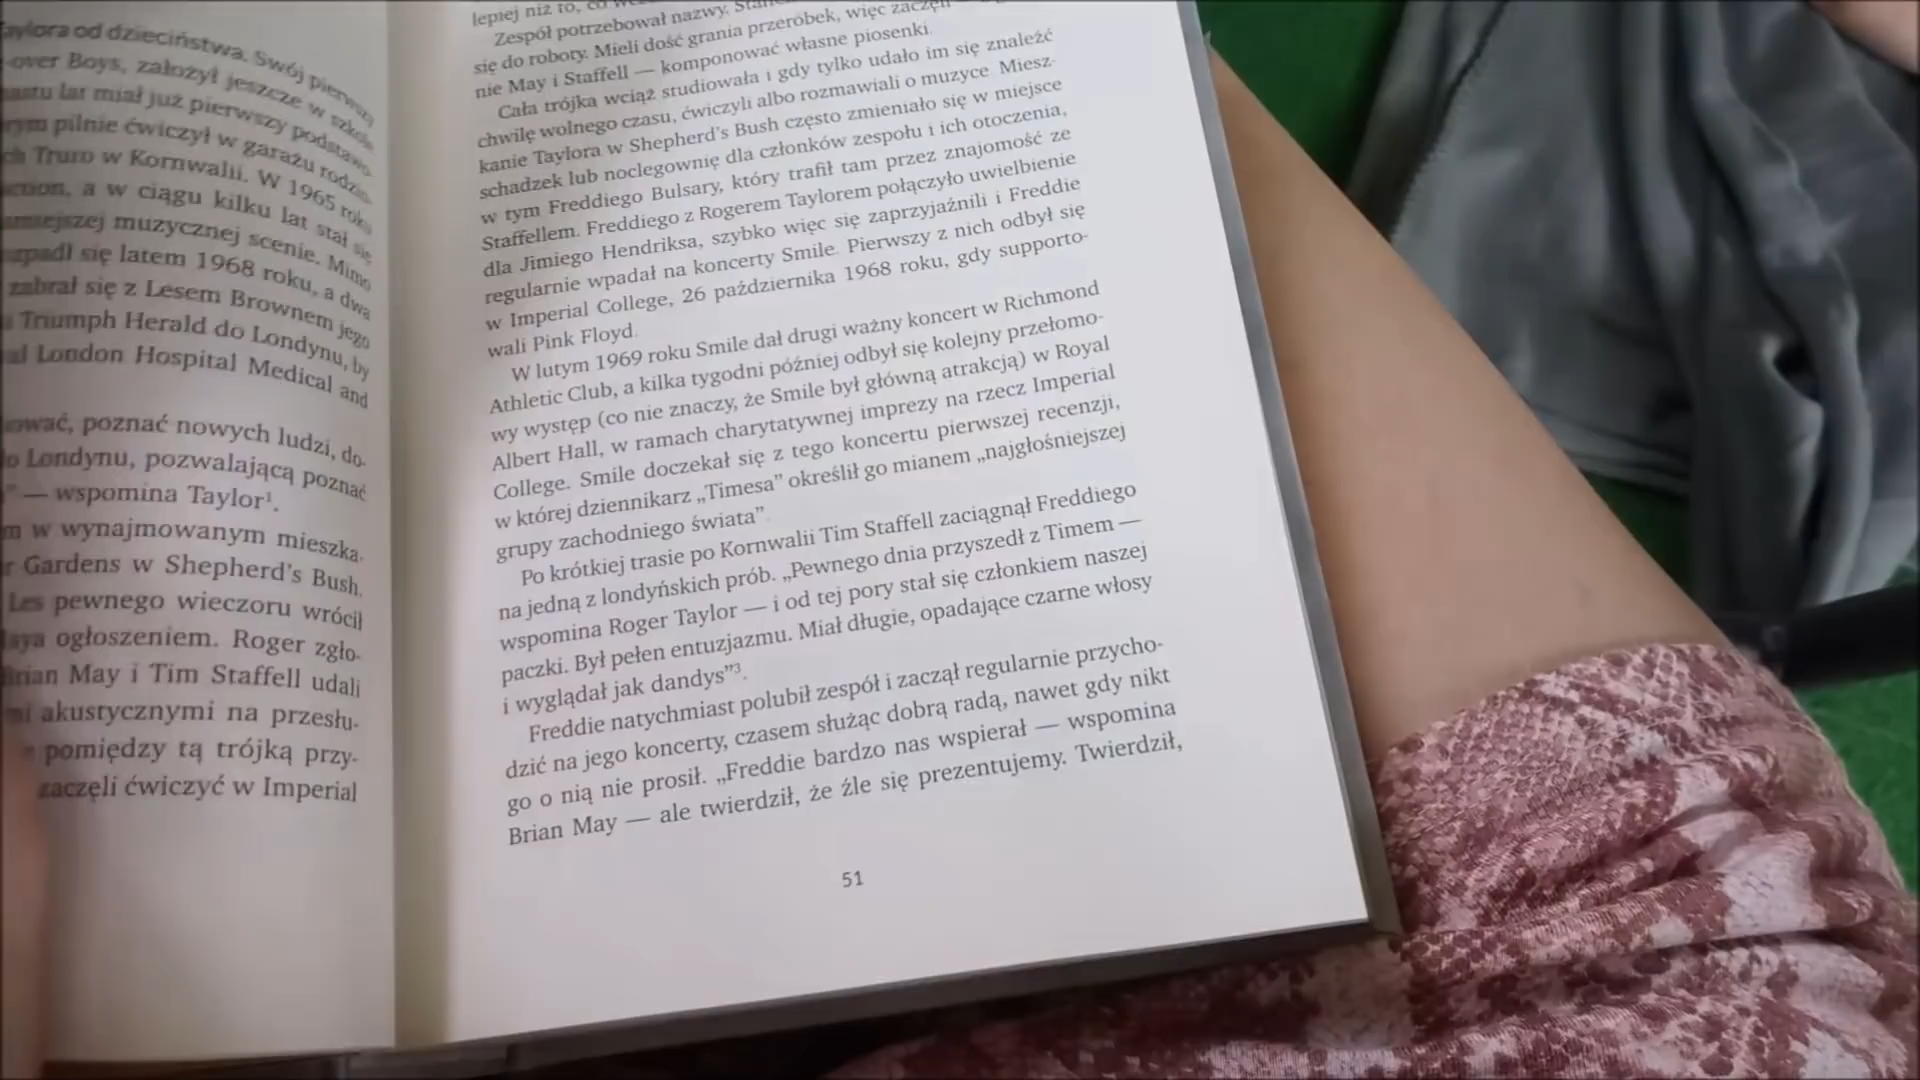 aylora od dzieciństwa. Swój pierwszy
over Boys, założył jeszcze w szkole
lat miał już pierwszy podstawo-
pilnie ćwiczył w garażu rodzi-
Truro w Kornwalii. W 1965 roku
a w ciągu kilku lat stał się
muzycznej scenie. Mimo
się latem 1968 roku, a dwa
zabrał się z Lesem Brownem jego
Triumph Herald do Londynu, by
London Hospital Medical and
ować, poznać nowych ludzi, do-
o Londynu, pozwalającą poznać
” — wspomina Taylor¹.
m w wynajmowanym mieszka-
r Gardens w Shepherd’s Bush.
Les pewnego wieczoru wrócił
aya ogłoszeniem. Roger zgło-
Brian May i Tim Staffell udali
mi akustycznymi na przesłu-
pomiędzy tą trójką przy-
zaczęli ćwiczyć w Imperial
lepiej niż to, co
Zespół potrzebował nazwy.
się do roboty. Mieli dość grania przeróbek, więc zaczęli
nie May i Staffell — komponować własne piosenki.
Cała trójka wciąż studiowała i gdy tylko udało im się znaleźć
chwilę wolnego czasu, ćwiczyli albo rozmawiali o muzyce. Miesz-
kanie Taylora w Shepherd’s Bush często zmieniało się w miejsce
schadzek lub noclegownię dla członków zespołu i ich otoczenia,
w tym Freddiego Bulsary, który trafił tam przez znajomość ze
Staffellem. Freddiego z Rogerem Taylorem połączyło uwielbienie
dla Jimiego Hendriksa, szybko więc się zaprzyjaźnili i Freddie
regularnie wpadał na koncerty Smile. Pierwszy z nich odbył się
w Imperial College, 26 października 1968 roku, gdy supporto-
wali Pink Floyd.
W lutym 1969 roku Smile dał drugi ważny koncert w Richmond
Athletic Club, a kilka tygodni później odbył się kolejny przełomo-
wy występ (co nie znaczy, że Smile był główną atrakcją) w Royal
Albert Hall, w ramach charytatywnej imprezy na rzecz Imperial
College. Smile doczekał się z tego koncertu pierwszej recenzji,
w której dziennikarz „Timesa” określił go mianem „najgłośniejszej
grupy zachodniego świata”.
Po krótkiej trasie po Kornwalii Tim Staffell zaciągnął Freddiego
na jedną z londyńskich prób. „Pewnego dnia przyszedł z Timem —
wspomina Roger Taylor — i od tej pory stał się członkiem naszej
paczki. Był pełen entuzjazmu. Miał długie, opadające czarne włosy
i wyglądał jak dandys”³.
Freddie natychmiast polubił zespół i zaczął regularnie przycho-
dzić na jego koncerty, czasem służąc dobrą radą, nawet gdy nikt
go o nią nie prosił. „Freddie bardzo nas wspierał — wspomina
Brian May — ale twierdził, że źle się prezentujemy. Twierdził,
51